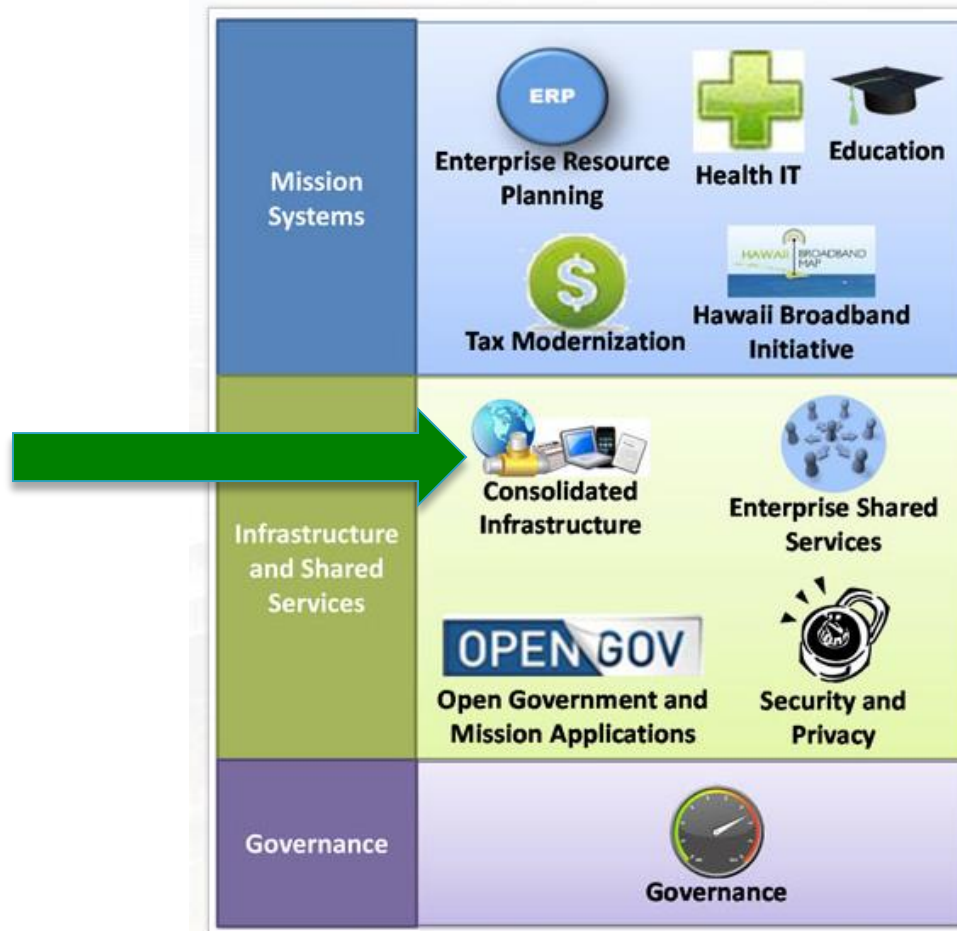 Mission
Systems
ERP
Enterprise Resource
Planning
Health IT
Education
Tax Modernization
HAWAII BROADBAND
MAP
Hawaii Broadband
Initiative
Infrastructure
and Shared
Services
Consolidated
Infrastructure
Enterprise Shared
Services
OPEN GOV
Open Government and
Mission Applications
Security and
Privacy
Governance
Governance